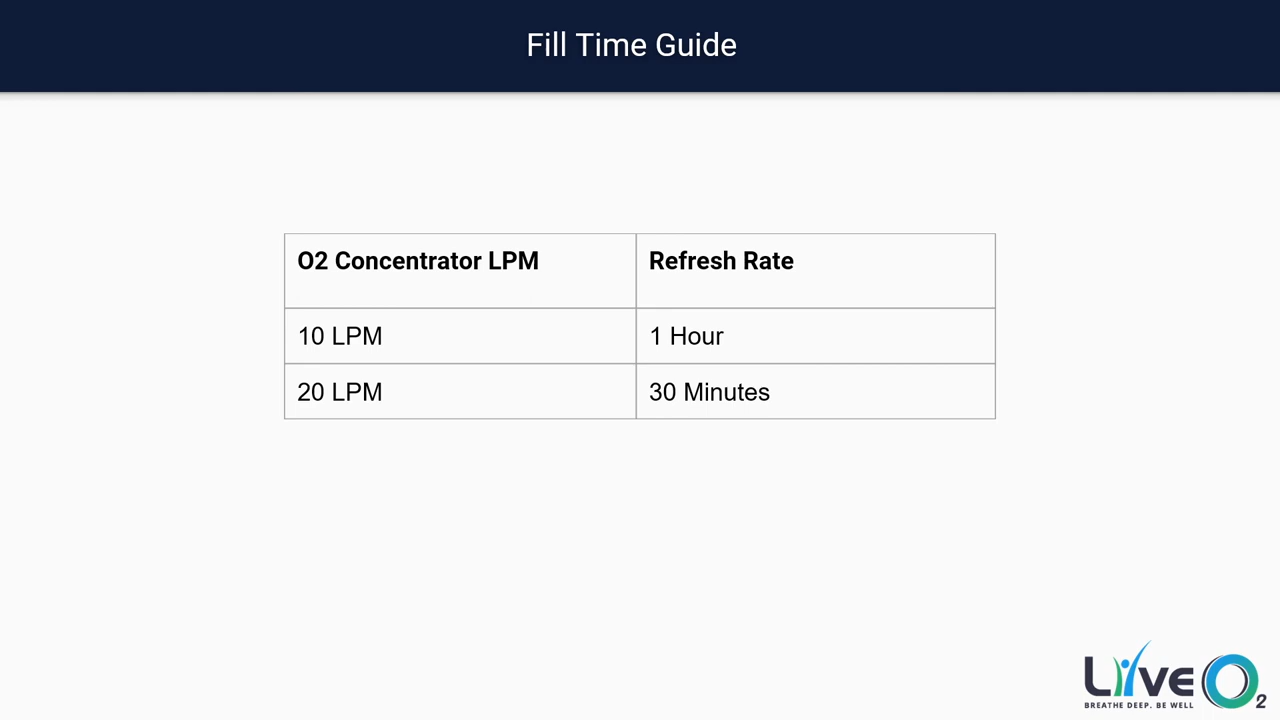 Fill Time Guide
O2 Concentrator LPM
Refresh Rate
10 LPM
1 Hour
20 LPM
30 Minutes
LiveO2
BREATHE DEEP. BE WELL